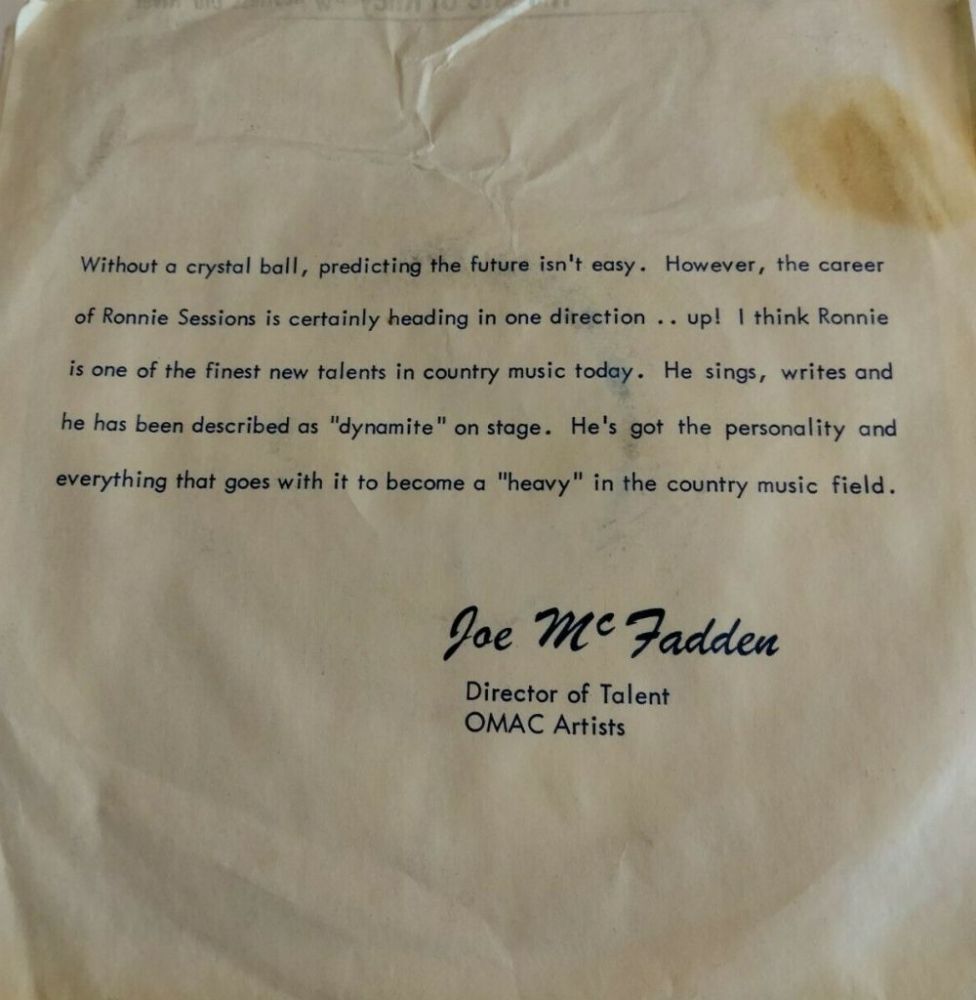 Without a crystal ball, predicting the future isn't easy. However, the career
of Ronnie Sessions is certainly heading in one direction .. up! I think Ronnie
is one of the finest new talents in country music today. He sings, writes and
he has been described as "dynamite" on stage. He's got the personality and
everything that goes with it to become a "heavy" in the country music field.
Joe McFadden
Director of Talent
OMAC Artists